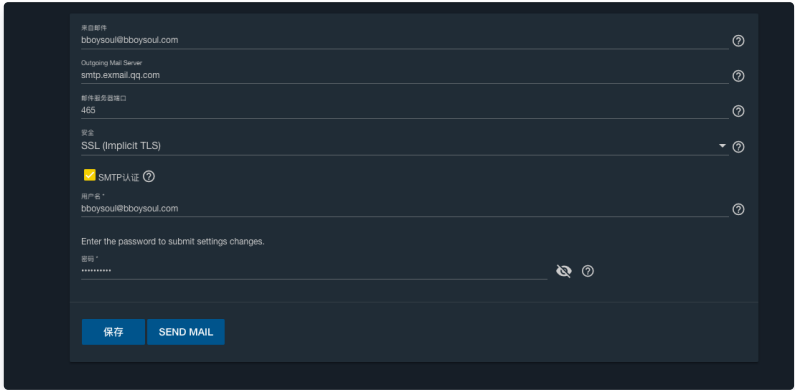 来自邮件
bboysoul@bboysoul.com
Outgoing Mail Server
smtp.exmail.qq.com
邮件服务器端口
465
安全
SSL (Implicit TLS)
SMTP认证
用户名 *
bboysoul@bboysoul.com
Enter the password to submit settings changes.
密码 *
••••••••••
保存 SEND MAIL